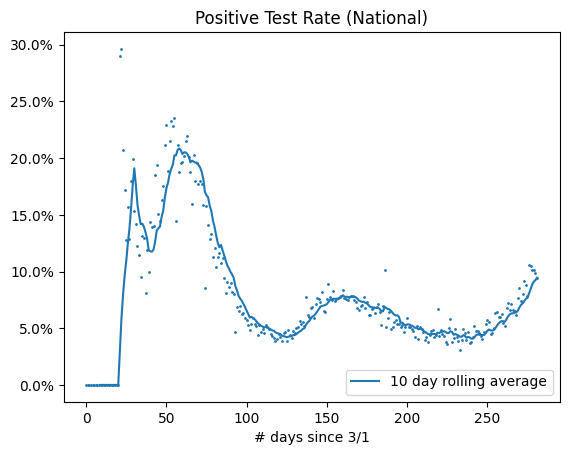 Positive Test Rate (National)
30.0%
25.0%
20.0%
15.0%
10.0%
5.0%
0.0%
0 50 100 150 200 250
# days since 3/1
10 day rolling average